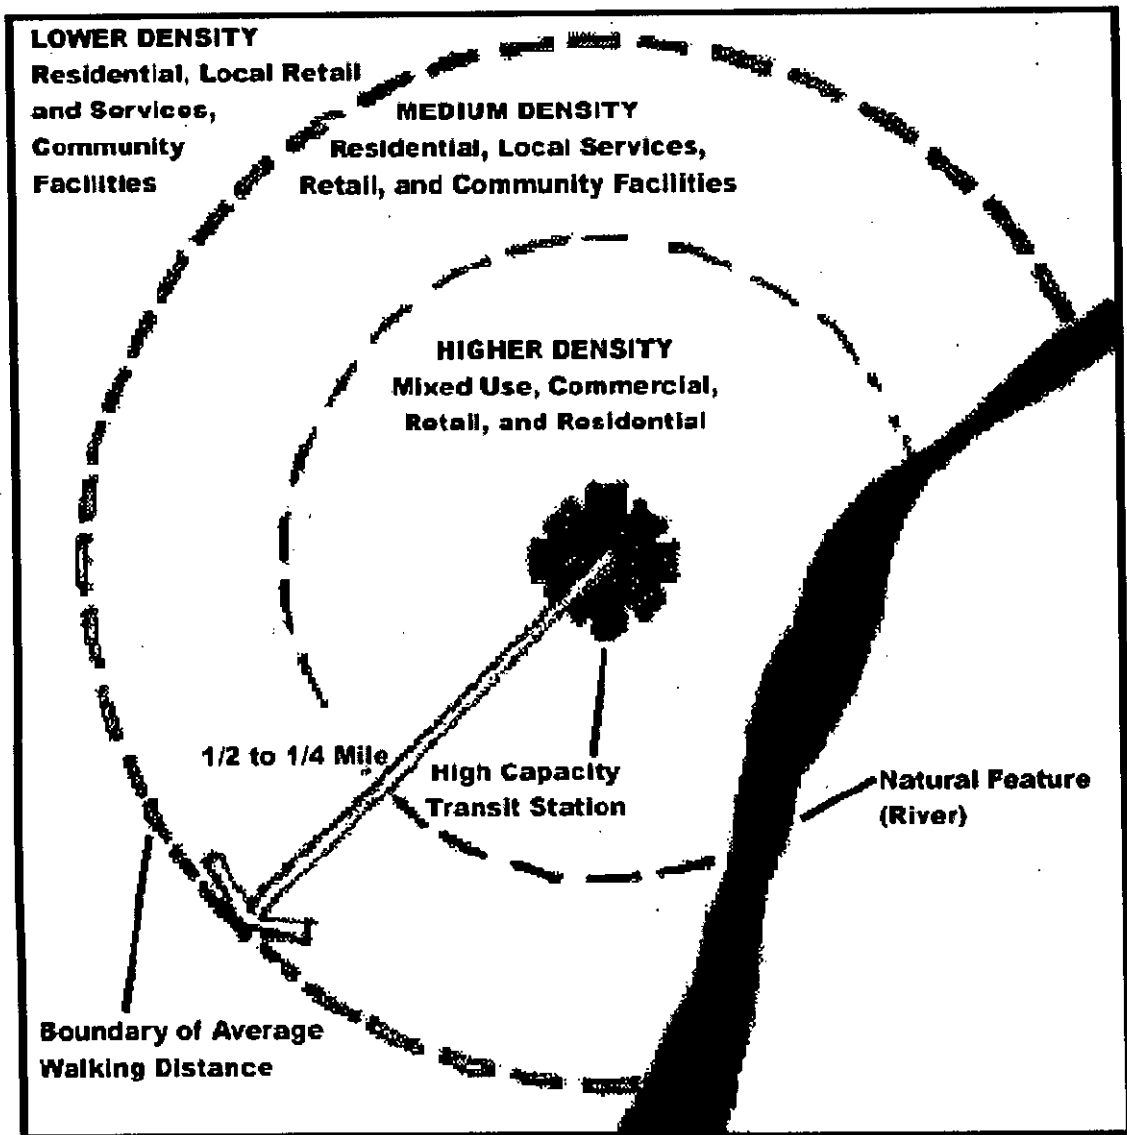 LOWER DENSITY
Residential, Local Retail
and Services,
Community
Facilities
MEDIUM DENSITY
Residential, Local Services,
Retail, and Community Facilities
HIGHER DENSITY
Mixed Use, Commercial,
Retail, and Residential
1/2 to 1/4 Mile
High Capacity
Transit Station
Natural Feature
(River)
Boundary of Average
Walking Distance